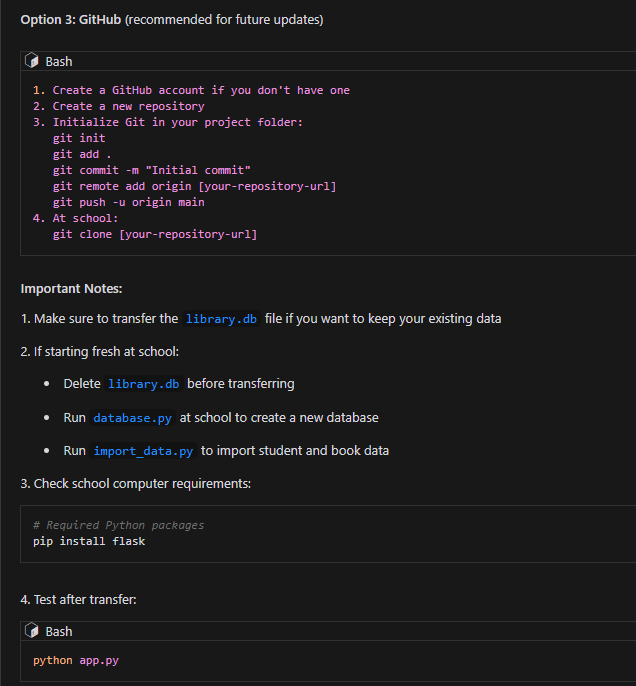 Option 3: GitHub (recommended for future updates)
Bash
1. Create a GitHub account if you don't have one
2. Create a new repository
3. Initialize Git in your project folder:
git init
git add .
git commit -m "Initial commit"
git remote add origin [your-repository-url]
git push -u origin main
4. At school:
git clone [your-repository-url]
Important Notes:
1. Make sure to transfer the library.db file if you want to keep your existing data
2. If starting fresh at school:
• Delete library.db before transferring
• Run database.py at school to create a new database
• Run import_data.py to import student and book data
3. Check school computer requirements:
# Required Python packages
pip install flask
4. Test after transfer:
Bash
python app.py